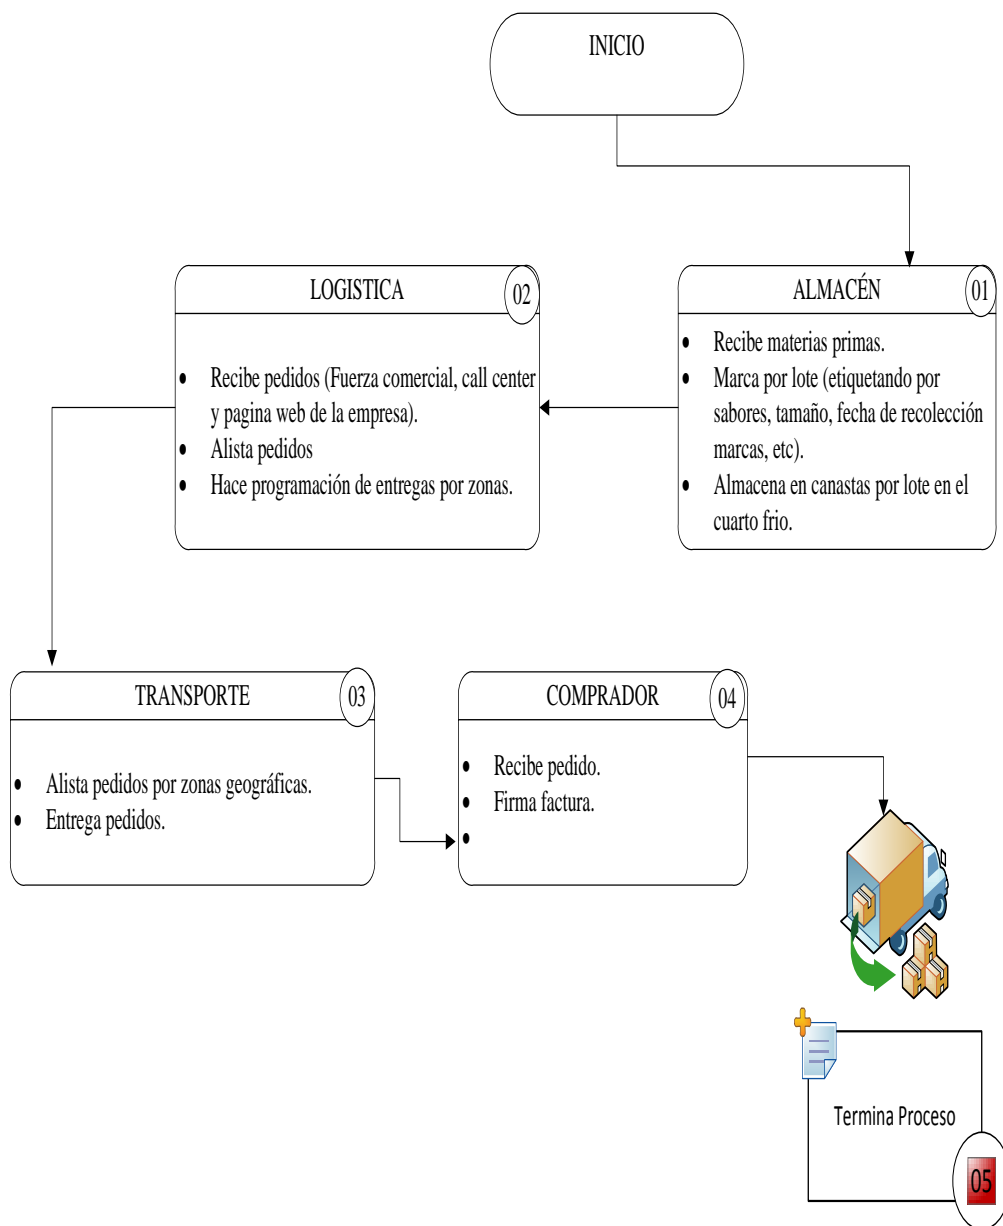 INICIO
ALMACÉN
01
• Recibe materias primas.
• Marca por lote (etiquetando por
sabores, tamaño, fecha de recolección
marcas, etc).
• Almacena en canastas por lote en el
cuarto frio.
LOGISTICA
02
• Recibe pedidos (Fuerza comercial, call center
y pagina web de la empresa).
• Alista pedidos
• Hace programación de entregas por zonas.
TRANSPORTE
03
• Alista pedidos por zonas geográficas.
• Entrega pedidos.
COMPRADOR
04
• Recibe pedido.
• Firma factura.
•
Termina Proceso
05